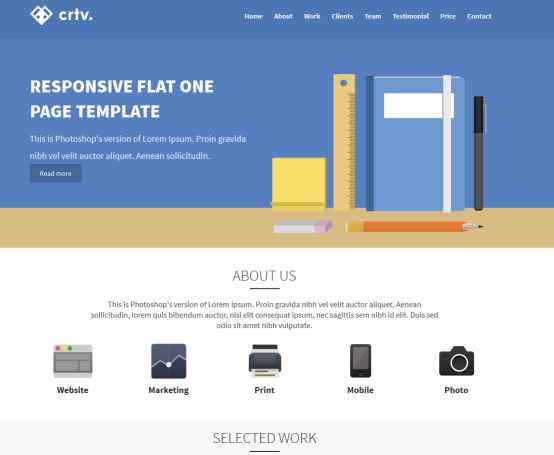 crtv.
Home About Work Clients Team Testimonial Price Contact
RESPONSIVE FLAT ONE
PAGE TEMPLATE
This is Photoshop's version of Lorem Ipsum. Proin gravida
nibh vel velit auctor aliquet. Aenean sollicitudin.
Read more
ABOUT US
This is Photoshop's version of Lorem Ipsum. Proin gravida nibh vel velit auctor aliquet. Aenean
sollicitudin, lorem quis bibendum auctor, nisi elit consequat ipsum, nec sagittis sem nibh id elit. Duis sed
odio sit amet nibh vulputate.
Website Marketing Print Mobile Photo
SELECTED WORK